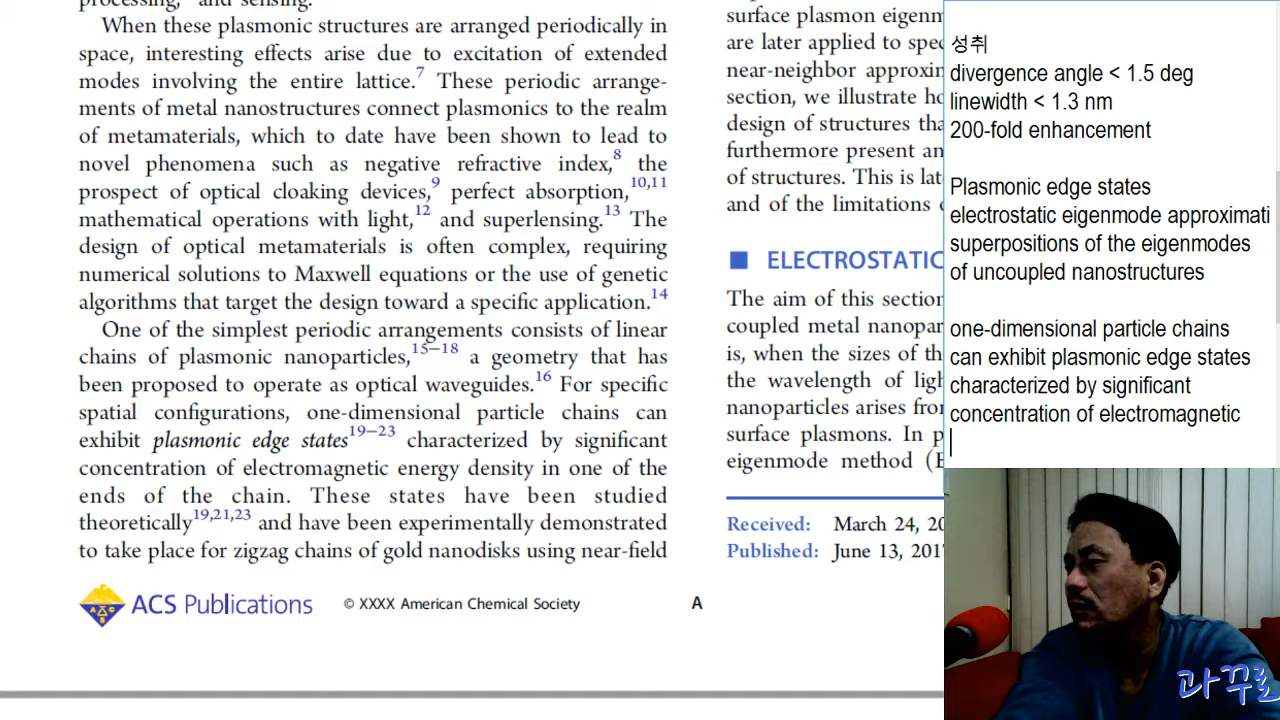 processing, and sensing.
When these plasmonic structures are arranged periodically in
space, interesting effects arise due to excitation of extended
modes involving the entire lattice.7 These periodic arrange-
ments of metal nanostructures connect plasmonics to the realm
of metamaterials, which to date have been shown to lead to
novel phenomena such as negative refractive index,8 the
prospect of optical cloaking devices,9 perfect absorption,10,11
mathematical operations with light,12 and superlensing.13 The
design of optical metamaterials is often complex, requiring
numerical solutions to Maxwell equations or the use of genetic
algorithms that target the design toward a specific application.14
One of the simplest periodic arrangements consists of linear
chains of plasmonic nanoparticles,15−18 a geometry that has
been proposed to operate as optical waveguides.16 For specific
spatial configurations, one-dimensional particle chains can
exhibit plasmonic edge states19−23 characterized by significant
concentration of electromagnetic energy density in one of the
ends of the chain. These states have been studied
theoretically19,21,23 and have been experimentally demonstrated
to take place for zigzag chains of gold nanodisks using near-field
surface plasmon eigenm
are later applied to spec
near-neighbor approxin
section, we illustrate ho
design of structures tha
furthermore present an
of structures. This is lat
and of the limitations
ELECTROSTATIC
The aim of this section
coupled metal nanopar
is, when the sizes of th
the wavelength of ligh
nanoparticles arises fror
surface plasmons. In p
eigenmode method (E
Received: March 24, 20
Published: June 13, 201
ACS Publications
© XXXX American Chemical Society
A
성취
divergence angle < 1.5 deg
linewidth < 1.3 nm
200-fold enhancement
Plasmonic edge states
electrostatic eigenmode approximati
superpositions of the eigenmodes
of uncoupled nanostructures
one-dimensional particle chains
can exhibit plasmonic edge states
characterized by significant
concentration of electromagnetic
과꾸로